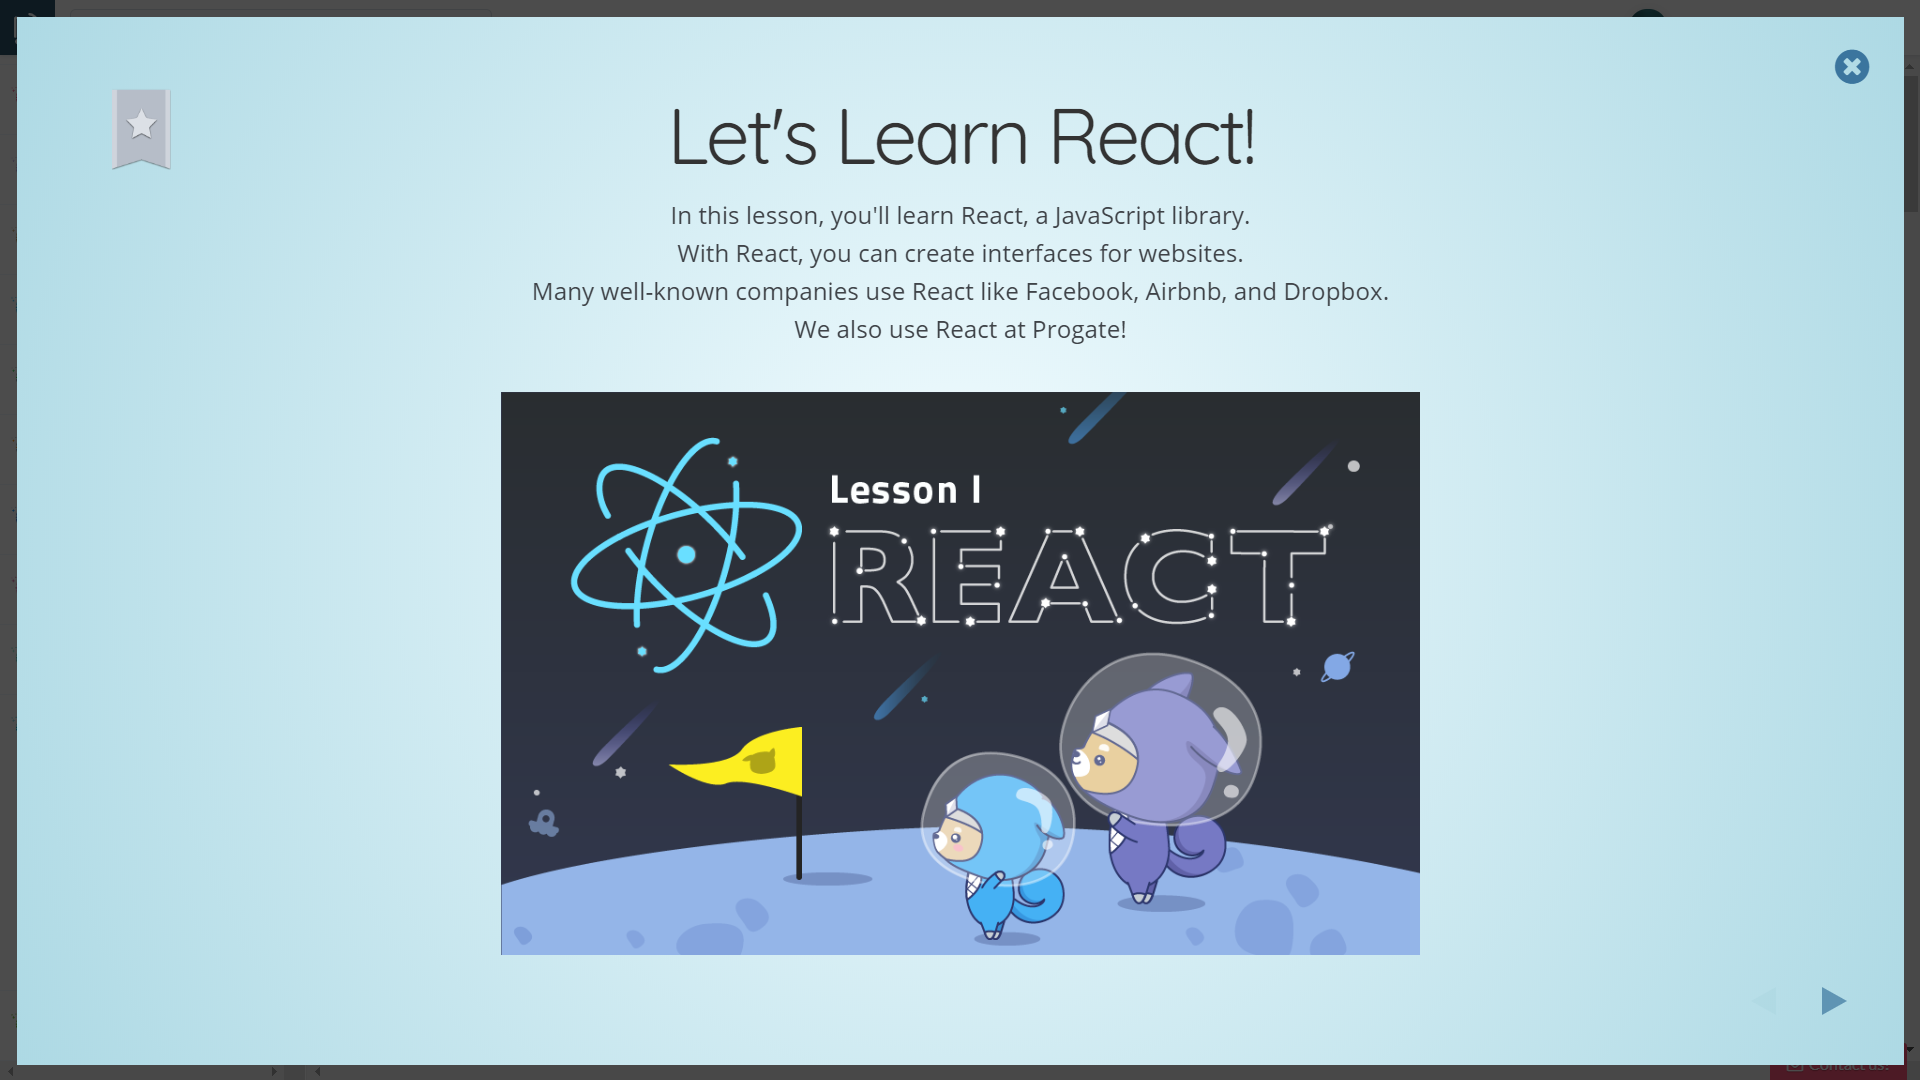 Let's Learn React!
In this lesson, you'll learn React, a JavaScript library.
With React, you can create interfaces for websites.
Many well-known companies use React like Facebook, Airbnb, and Dropbox.
We also use React at Progate!
Lesson I
REACT
Contact us!